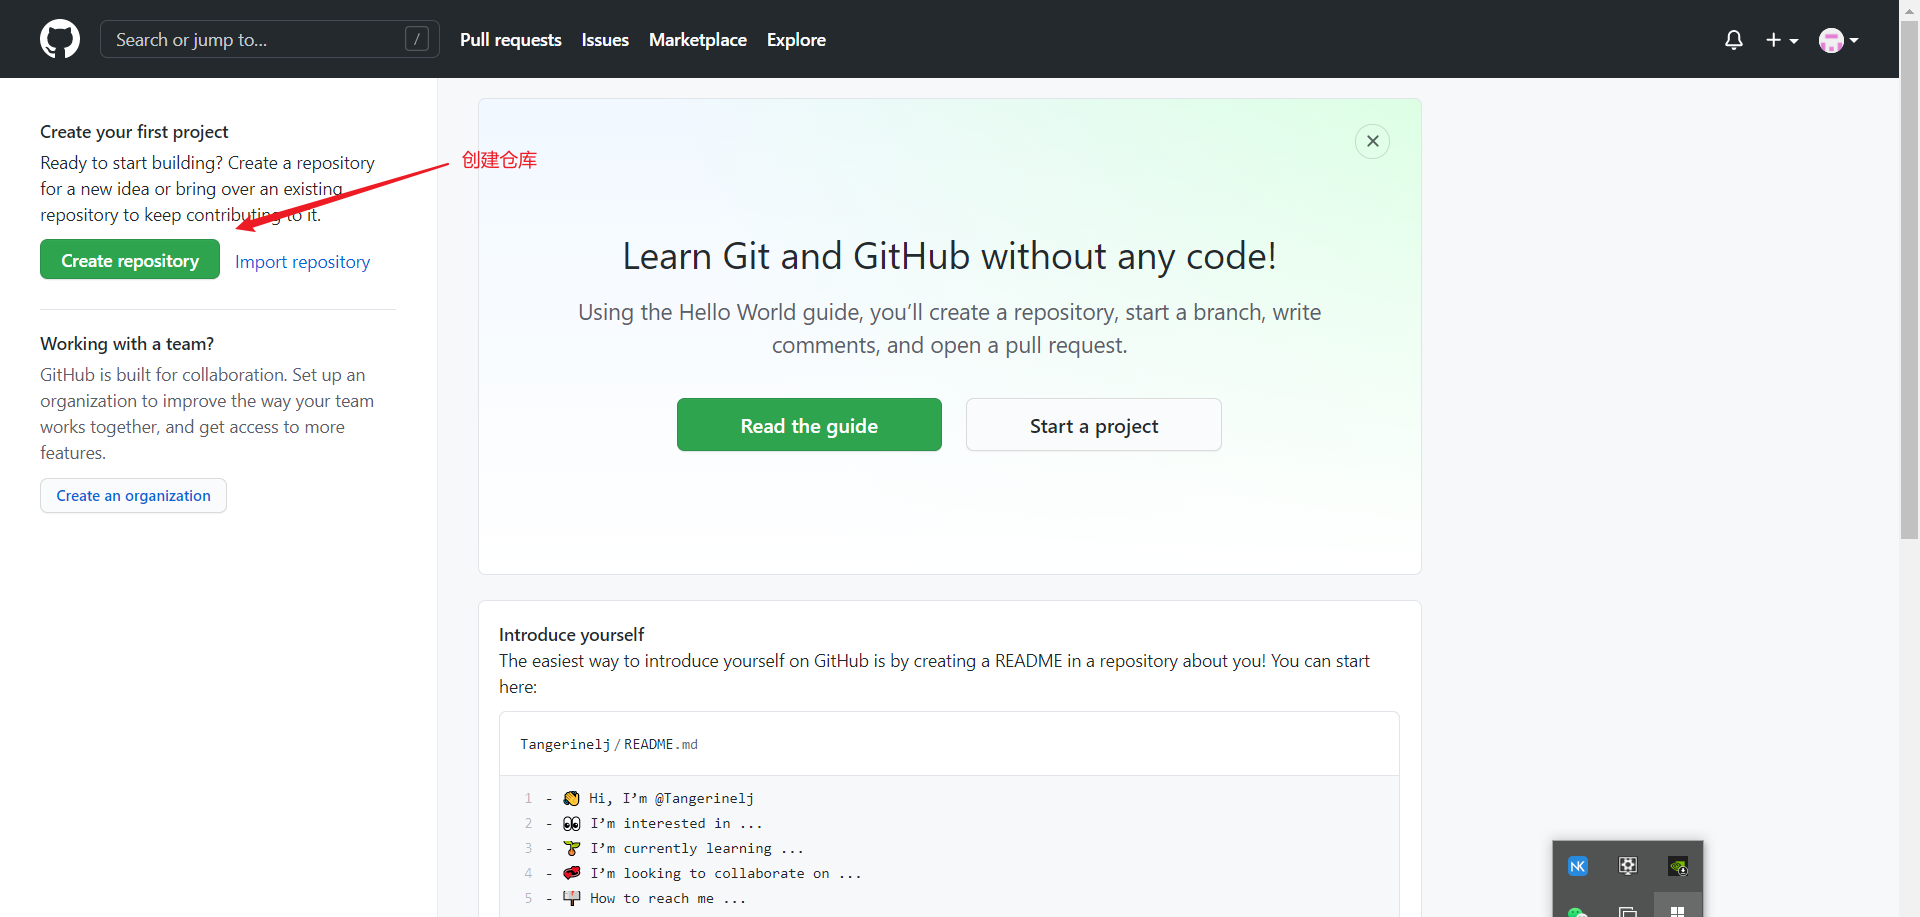 Search or jump to...
/
Pull requests
Issues
Marketplace
Explore
Create your first project
Ready to start building? Create a repository
for a new idea or bring over an existing
repository to keep contributing to it.
Create repository
Import repository
创建仓库
Working with a team?
GitHub is built for collaboration. Set up an
organization to improve the way your team
works together, and get access to more
features.
Create an organization
Learn Git and GitHub without any code!
Using the Hello World guide, you’ll create a repository, start a branch, write
comments, and open a pull request.
Read the guide
Start a project
Introduce yourself
The easiest way to introduce yourself on GitHub is by creating a README in a repository about you! You can start
here:
Tangerinelj/README.md
1 - 👋 Hi, I’m @Tangerinelj
2 - 👀 I’m interested in ...
3 - 🌱 I’m currently learning ...
4 - 💞️ I’m looking to collaborate on ...
5 - 📫 How to reach me ...
NK